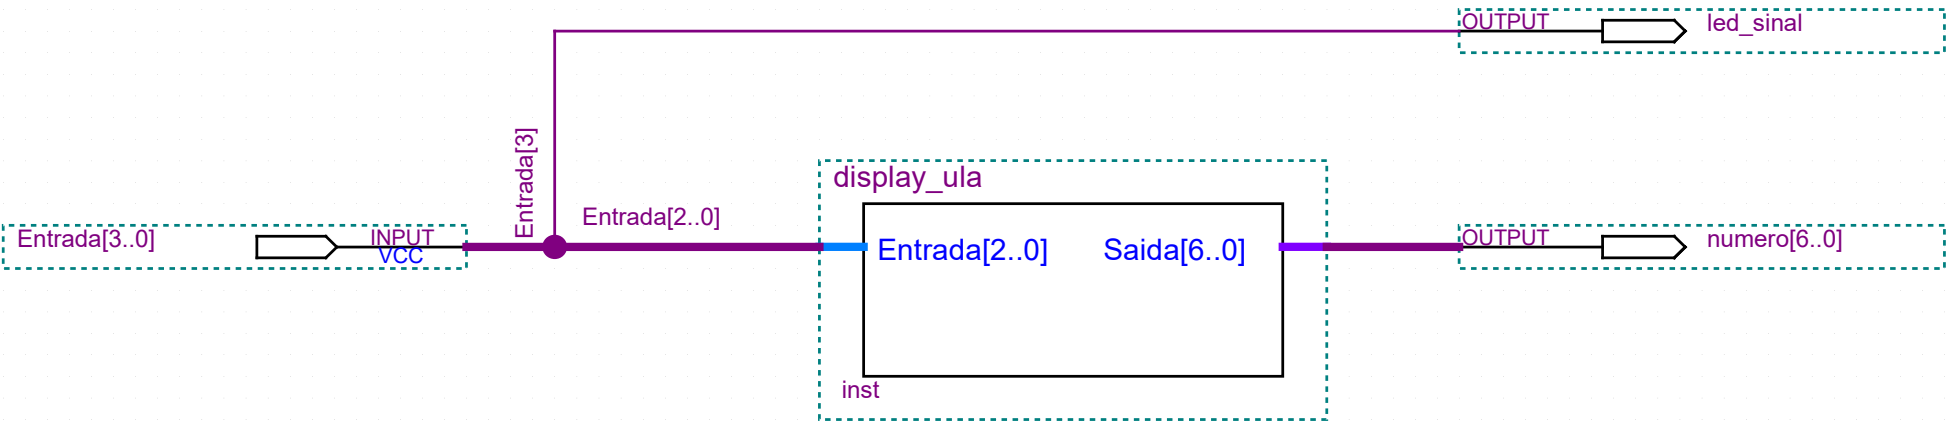 OUTPUT
led_sinal
Entrada[3]
display_ula
Entrada[2..0]
Entrada[3..0]
INPUT
VCC
Entrada[2..0]
Saida[6..0]
OUTPUT
numero[6..0]
inst